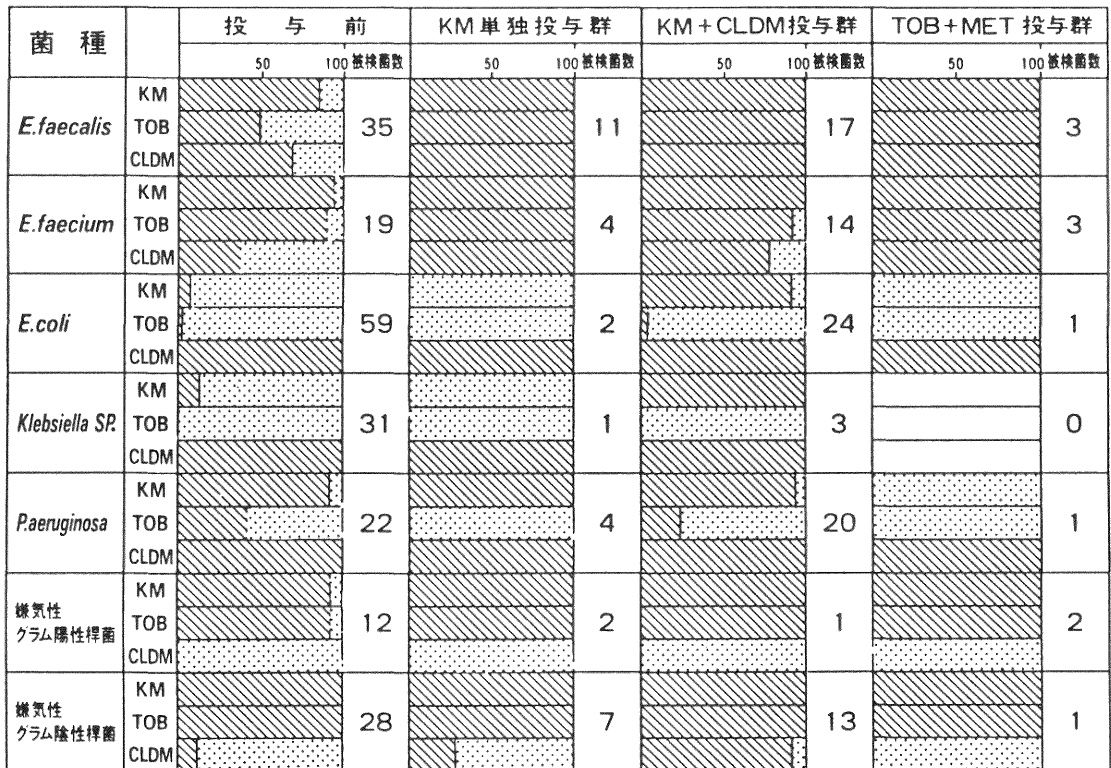 菌種 投与前 KM単独投与群 KM+CLDM投与群 TOB+MET投与群
50 100 被検菌数 50 100 被検菌数 50 100 被検菌数 50 100 被検菌数
E.faecalis KM
TOB 35 11 17 3
CLDM
E.faecium KM
TOB 19 4 14 3
CLDM
E.coli KM
TOB 59 2 24 1
CLDM
Klebsiella SP. KM
TOB 31 1 3 0
CLDM
P.aeruginosa KM
TOB 22 4 20 1
CLDM
嫌気性
グラム陽性桿菌 KM
TOB 12 2 1 2
CLDM
嫌気性
グラム陰性桿菌 KM
TOB 28 7 13 1
CLDM